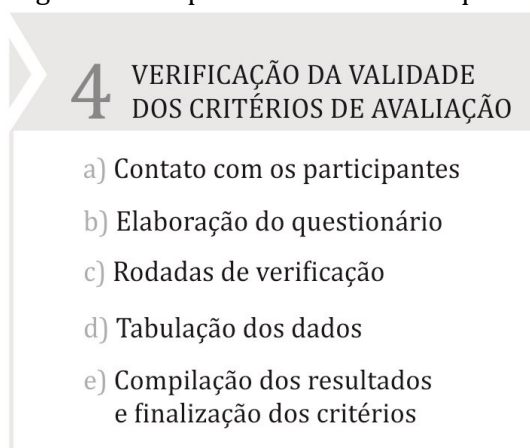 4 VERIFICAÇÃO DA VALIDADE
DOS CRITÉRIOS DE AVALIAÇÃO
a) Contato com os participantes
b) Elaboração do questionário
c) Rodadas de verificação
d) Tabulação dos dados
e) Compilação dos resultados
e finalização dos critérios